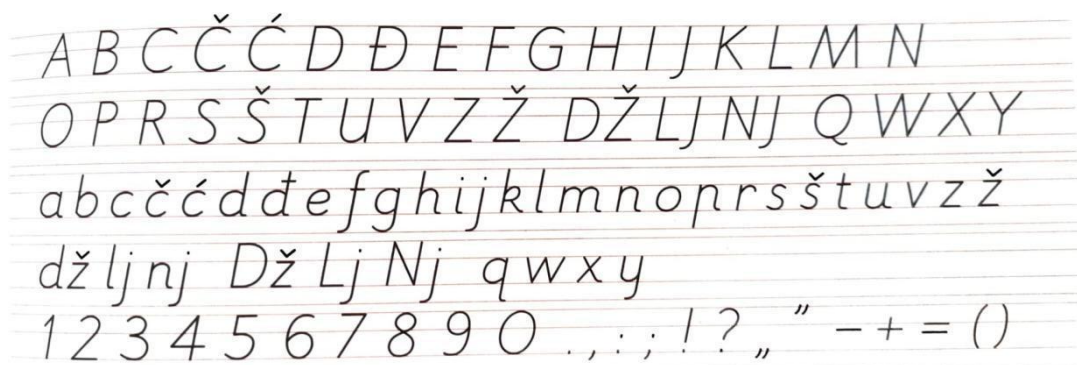 A B C Č Ć D Đ E F G H I J K L M N
O P R S Š T U V Z Ž DŽ LJ NJ Q W X Y
a b c č ć d đ e f g h i j k l m n o p r s š t u v z ž
dž lj nj Dž Lj Nj q w x y
1 2 3 4 5 6 7 8 9 0 . , : ; ! ? „ ” – + = ( )